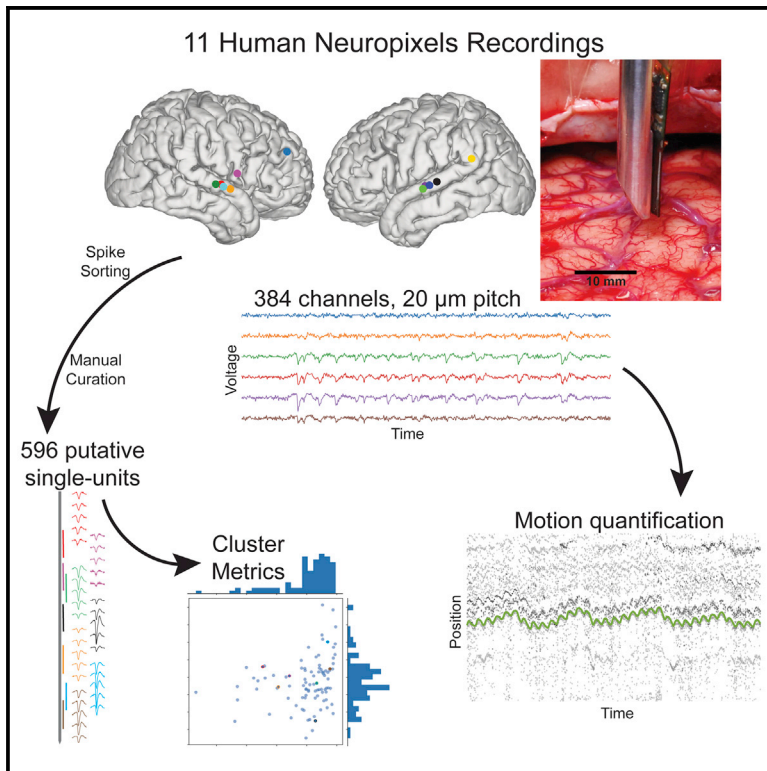 11 Human Neuropixels Recordings
10 mm
Spike
Sorting
384 channels, 20 µm pitch
Voltage
Time
Manual
Curation
596 putative
single-units
Cluster
Metrics
Motion quantification
Position
Time